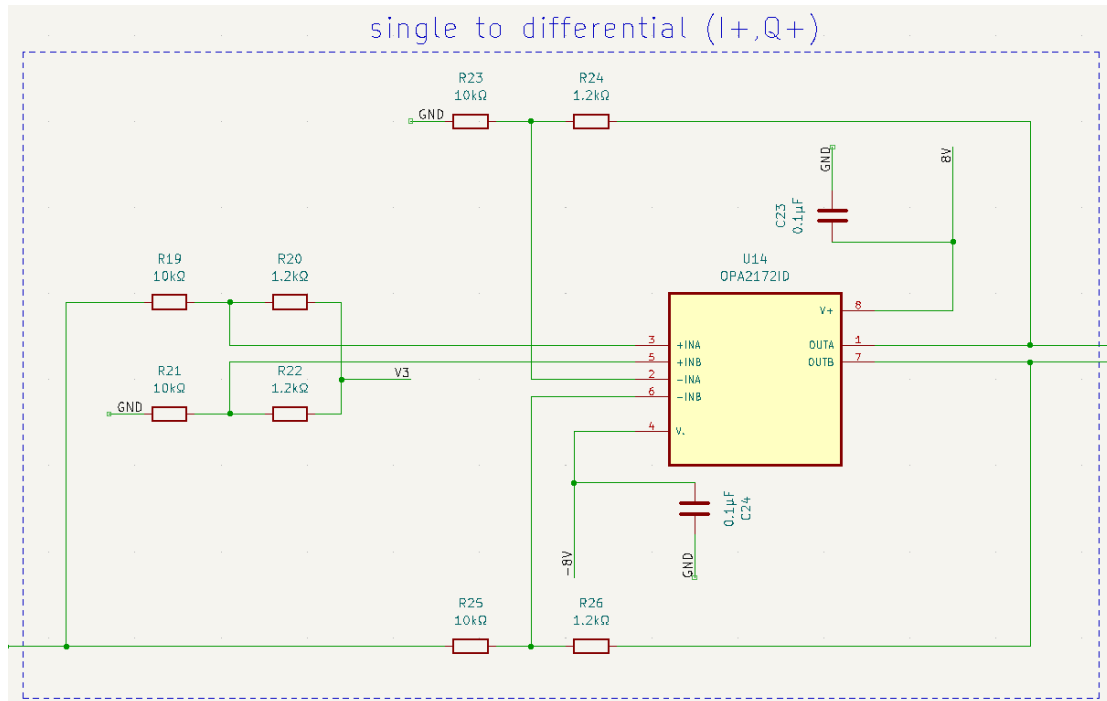 single to differential (I+,Q+)
R23
10kΩ
R24
1.2kΩ
GND
GND
8V
C23
0.1µF
R19
10kΩ
R20
1.2kΩ
U14
OPA2172ID
V+
8
3
+INA
OUTA
1
5
+INB
OUTB
7
R21
10kΩ
R22
1.2kΩ
V3
2
-INA
6
-INB
GND
4
V-
0.1µF
C24
-8V
GND
R25
10kΩ
R26
1.2kΩ